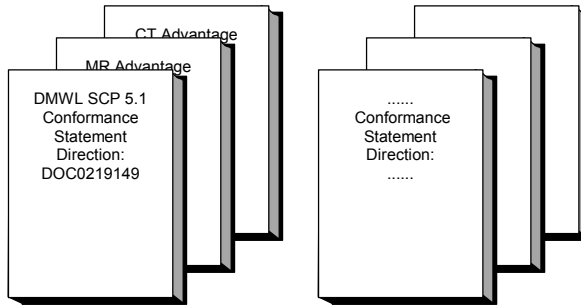 CT Advantage
MR Advantage
DMWL SCP 5.1
Conformance
Statement
Direction:
DOC0219149
......
Conformance
Statement
Direction:
......